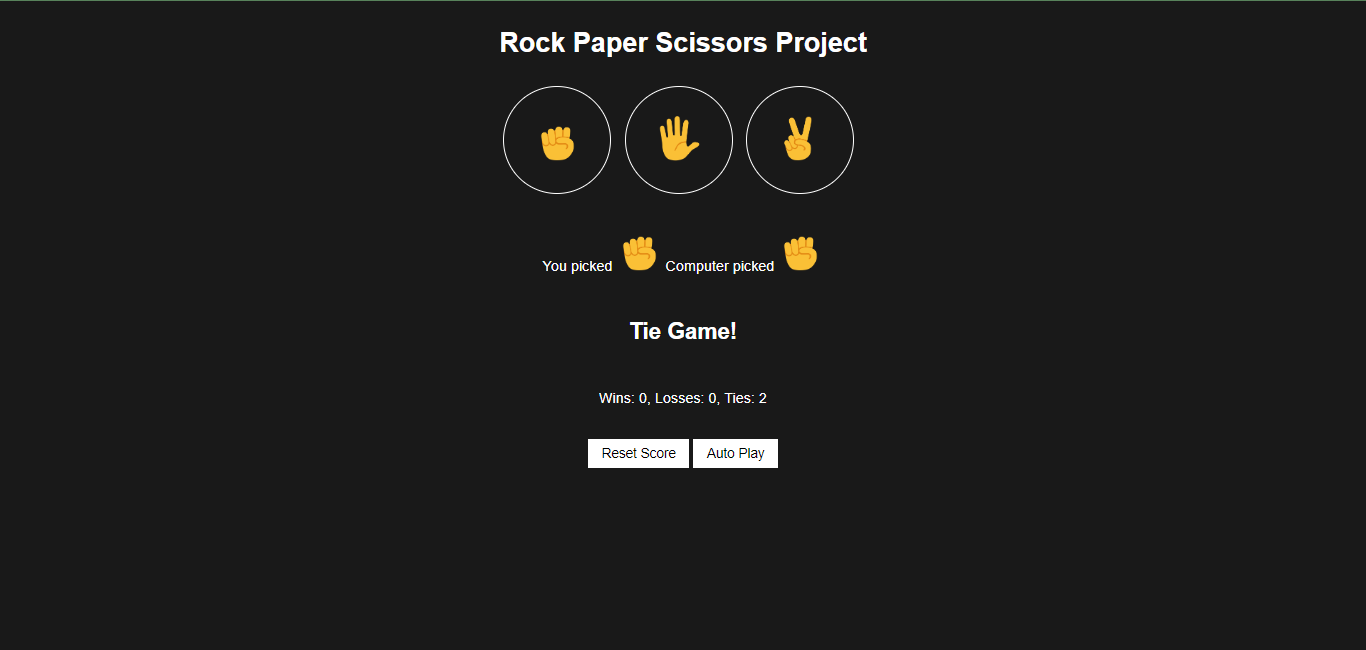 Rock Paper Scissors Project
You picked Computer picked
Tie Game!
Wins: 0, Losses: 0, Ties: 2
Reset Score Auto Play